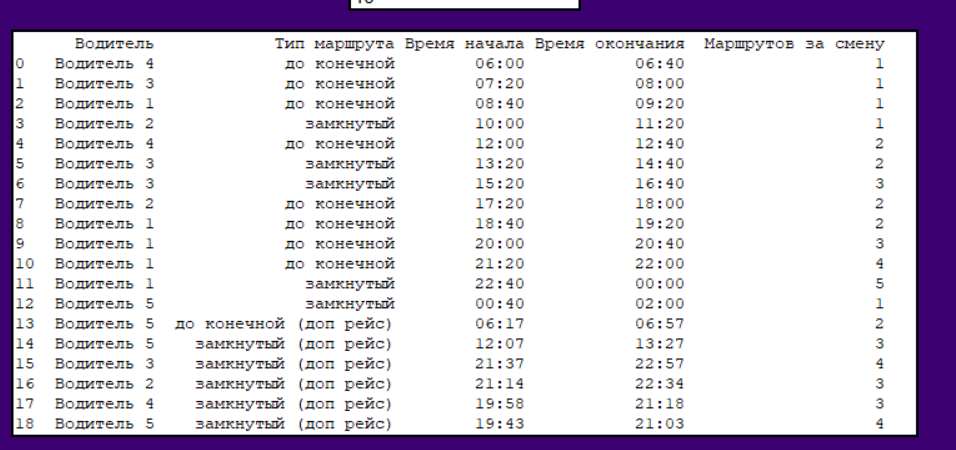 Водитель Тип маршрута Время начала Время окончания Маршрутов за смену
0 Водитель 4 до конечной 06:00 06:40 1
1 Водитель 3 до конечной 07:20 08:00 1
2 Водитель 1 до конечной 08:40 09:20 1
3 Водитель 2 замкнутый 10:00 11:20 1
4 Водитель 4 до конечной 12:00 12:40 2
5 Водитель 3 замкнутый 13:20 14:40 2
6 Водитель 3 замкнутый 15:20 16:40 3
7 Водитель 2 до конечной 17:20 18:00 2
8 Водитель 1 до конечной 18:40 19:20 2
9 Водитель 1 до конечной 20:00 20:40 3
10 Водитель 1 до конечной 21:20 22:00 4
11 Водитель 1 замкнутый 22:40 00:00 5
12 Водитель 5 замкнутый 00:40 02:00 1
13 Водитель 5 до конечной (доп рейс) 06:17 06:57 2
14 Водитель 5 замкнутый (доп рейс) 12:07 13:27 3
15 Водитель 3 замкнутый (доп рейс) 21:37 22:57 4
16 Водитель 2 замкнутый (доп рейс) 21:14 22:34 3
17 Водитель 4 замкнутый (доп рейс) 19:58 21:18 3
18 Водитель 5 замкнутый (доп рейс) 19:43 21:03 4